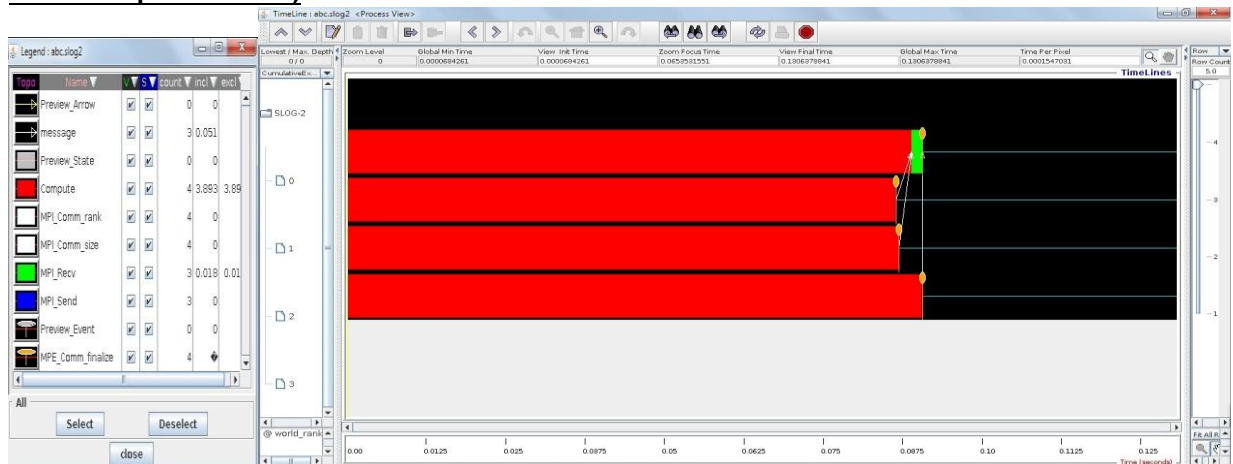 TimeLine : abc.slog2 <Process View>
Legend : abc.slog2
Topo Name V S count incl excl
Preview_Arrow 0 0
message 3 0.051
Preview_State 0 0
Compute 4 3.893 3.89
MPI_Comm_rank 4 0
MPI_Comm_size 4 0
MPI_Recv 3 0.018 0.01
MPI_Send 3 0
Preview_Event 0 0
MPE_Comm_finalize 4 �
All
Select Deselect
close
Lowest / Max. Depth Zoom Level Global Min Time View Init Time Zoom Focus Time View Final Time Global Max Time Time Per Pixel
0 / 0 0 0.0000684261 0.0000684261 0.0653531551 0.1306378841 0.1306378841 0.0001547031
Row
Row Count
5.0
CumulativeEx...
TimeLines
SLOG-2
0
1
2
3
4
3
2
1
@ world_rank
Fit All R
0.00 0.0125 0.025 0.0375 0.05 0.0625 0.075 0.0875 0.10 0.1125 0.125
Time (seconds)